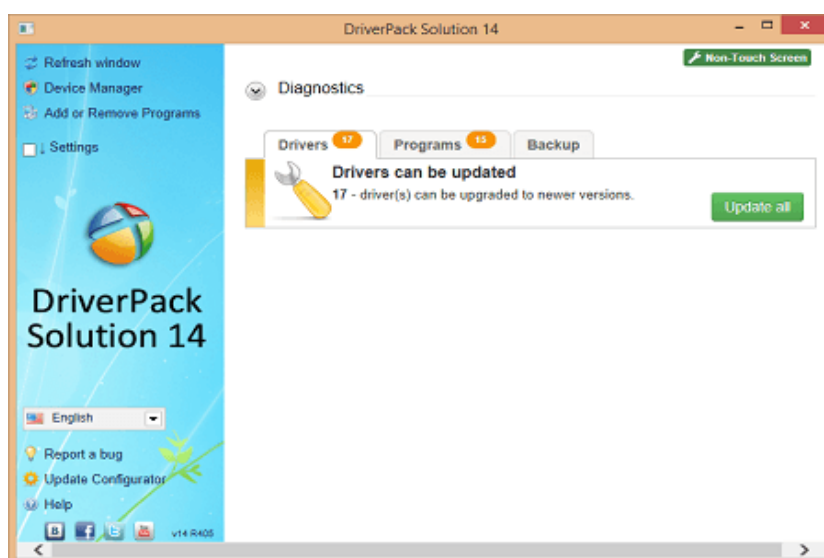 DriverPack Solution 14
Refresh window
Device Manager
Add or Remove Programs
Settings
DriverPack
Solution 14
English
Report a bug
Update Configurator
Help
v14 R405
Non-Touch Screen
Diagnostics
Drivers 17 Programs 15 Backup
Drivers can be updated
17 - driver(s) can be upgraded to newer versions.
Update all